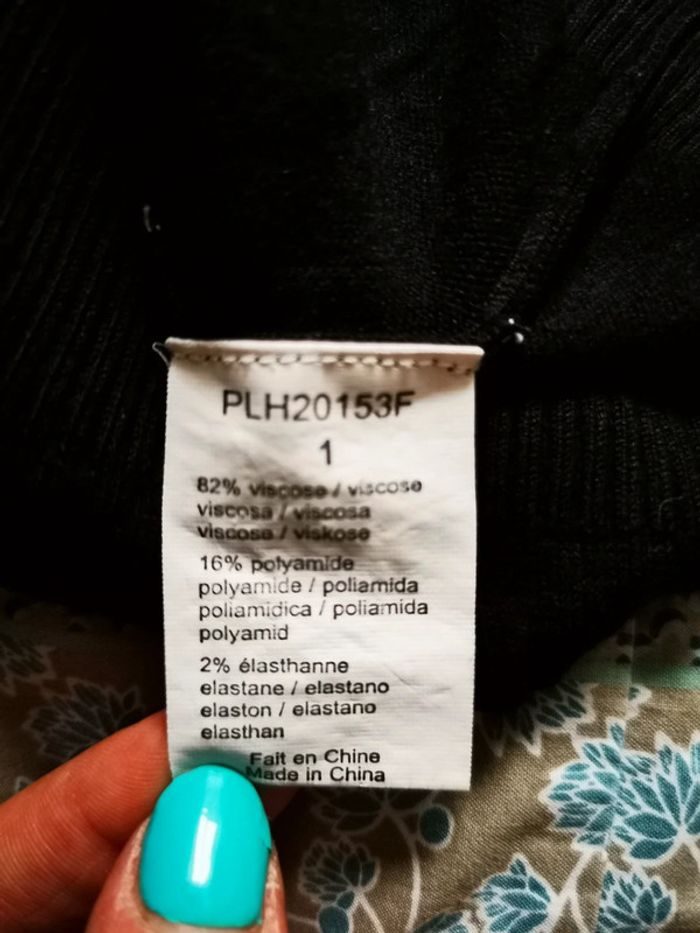 PLH20153F
1
82% viscose / viscose
viscosa / viscosa
viscose / viskose
16% polyamide
polyamide / poliamida
poliamidica / poliamida
polyamid
2% élasthanne
elastane / elastano
elaston / elastano
elasthan
Fait en Chine
Made in China